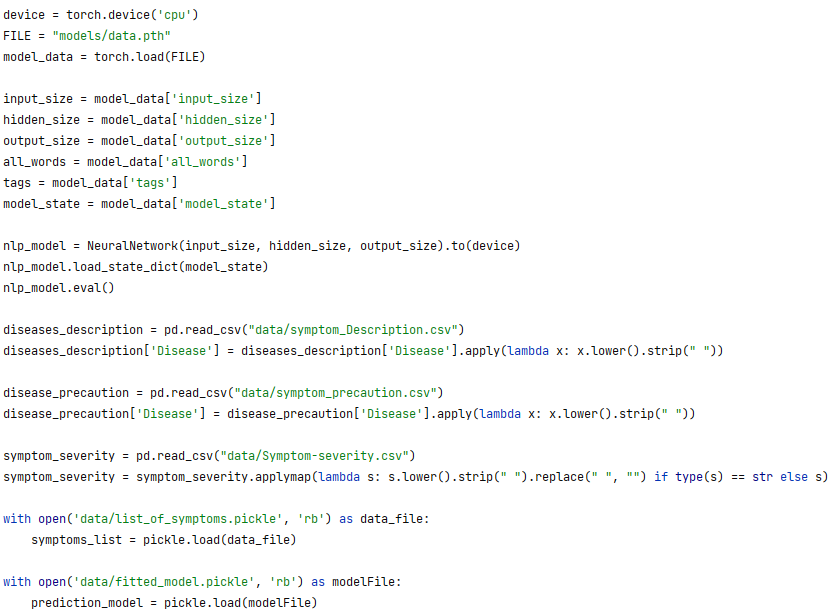 device = torch.device('cpu')
FILE = "models/data.pth"
model_data = torch.load(FILE)

input_size = model_data['input_size']
hidden_size = model_data['hidden_size']
output_size = model_data['output_size']
all_words = model_data['all_words']
tags = model_data['tags']
model_state = model_data['model_state']

nlp_model = NeuralNetwork(input_size, hidden_size, output_size).to(device)
nlp_model.load_state_dict(model_state)
nlp_model.eval()

diseases_description = pd.read_csv("data/symptom_Description.csv")
diseases_description['Disease'] = diseases_description['Disease'].apply(lambda x: x.lower().strip(" "))

disease_precaution = pd.read_csv("data/symptom_precaution.csv")
disease_precaution['Disease'] = disease_precaution['Disease'].apply(lambda x: x.lower().strip(" "))

symptom_severity = pd.read_csv("data/Symptom-severity.csv")
symptom_severity = symptom_severity.applymap(lambda s: s.lower().strip(" ").replace(" ", "") if type(s) == str else s)

with open('data/list_of_symptoms.pickle', 'rb') as data_file:
    symptoms_list = pickle.load(data_file)

with open('data/fitted_model.pickle', 'rb') as modelFile:
    prediction_model = pickle.load(modelFile)